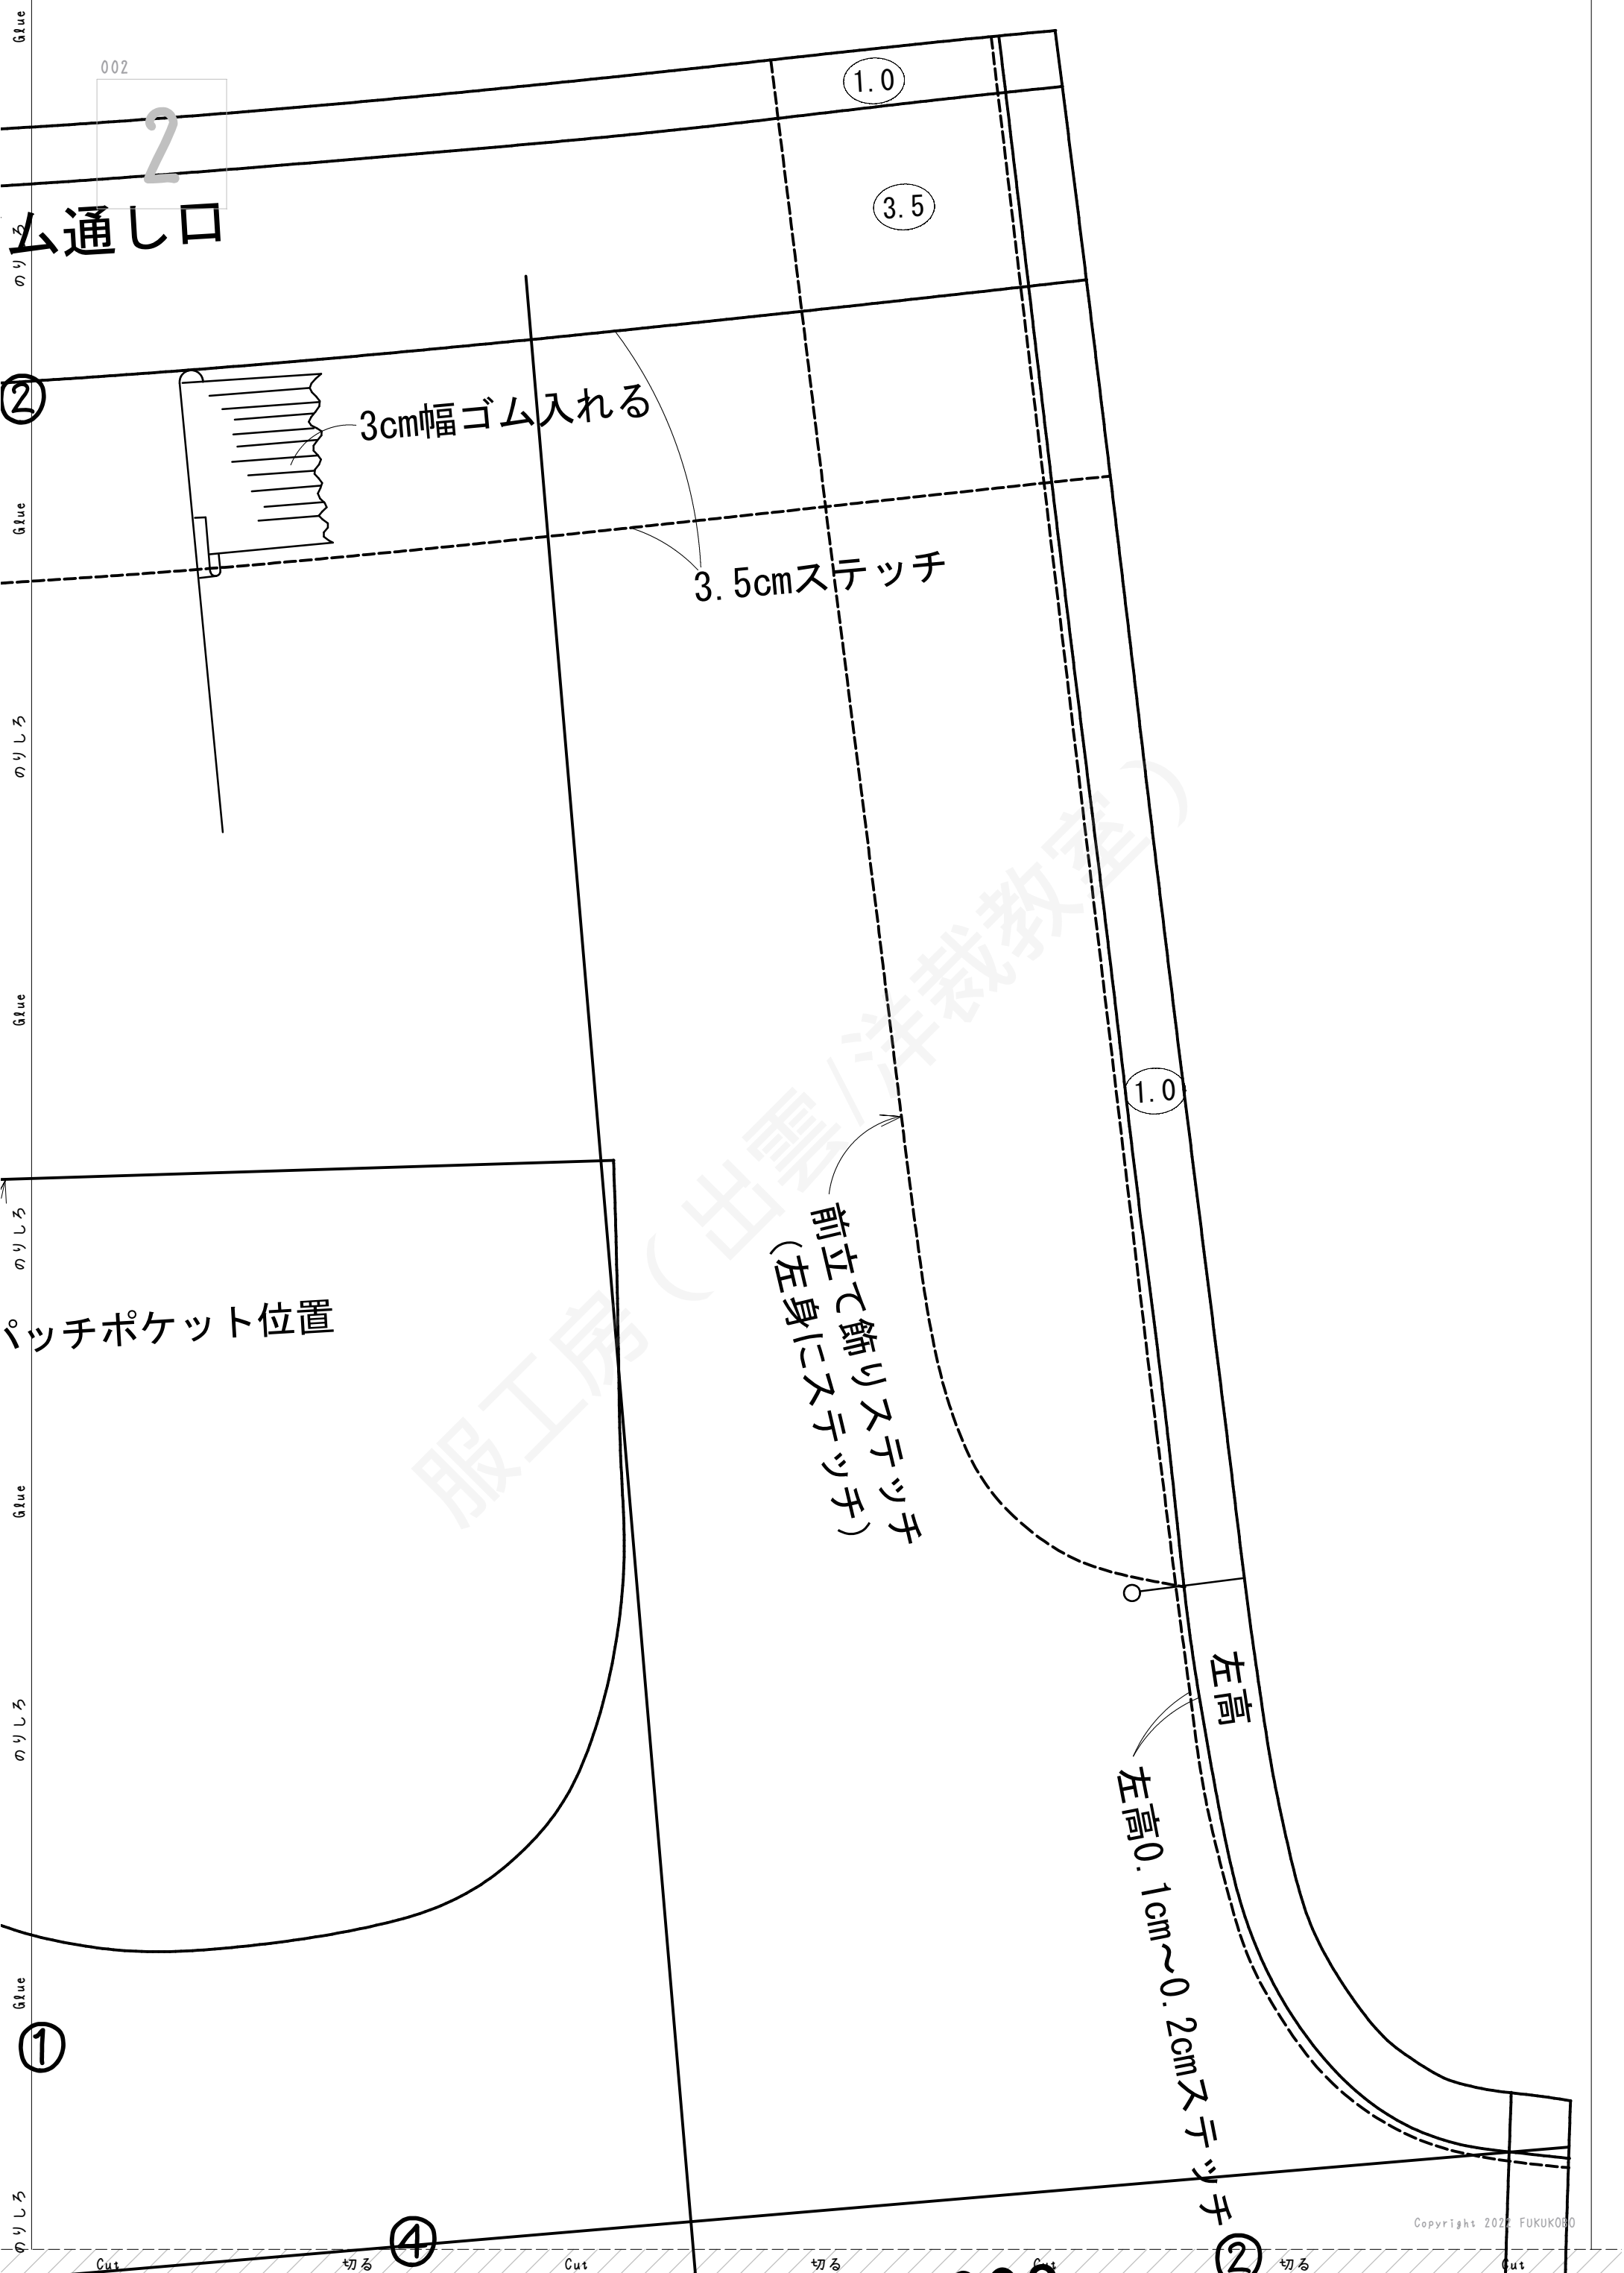 Glue
002
2
1.0
ム通し口
3.5
のりしろ
②
3cm幅ゴム入れる
Glue
3.5cmステッチ
のりしろ
Glue
1.0
のりしろ
パッチポケット位置
前立て飾りステッチ
(左身にステッチ)
服工房(出雲/洋裁教室)
Glue
左高
のりしろ
左高0.1cm～0.2cmステッチ
Glue
①
のりしろ
Copyright 2022 FUKUKOBO
④
②
Cut
切る
Cut
切る
Cut
切る
Cut